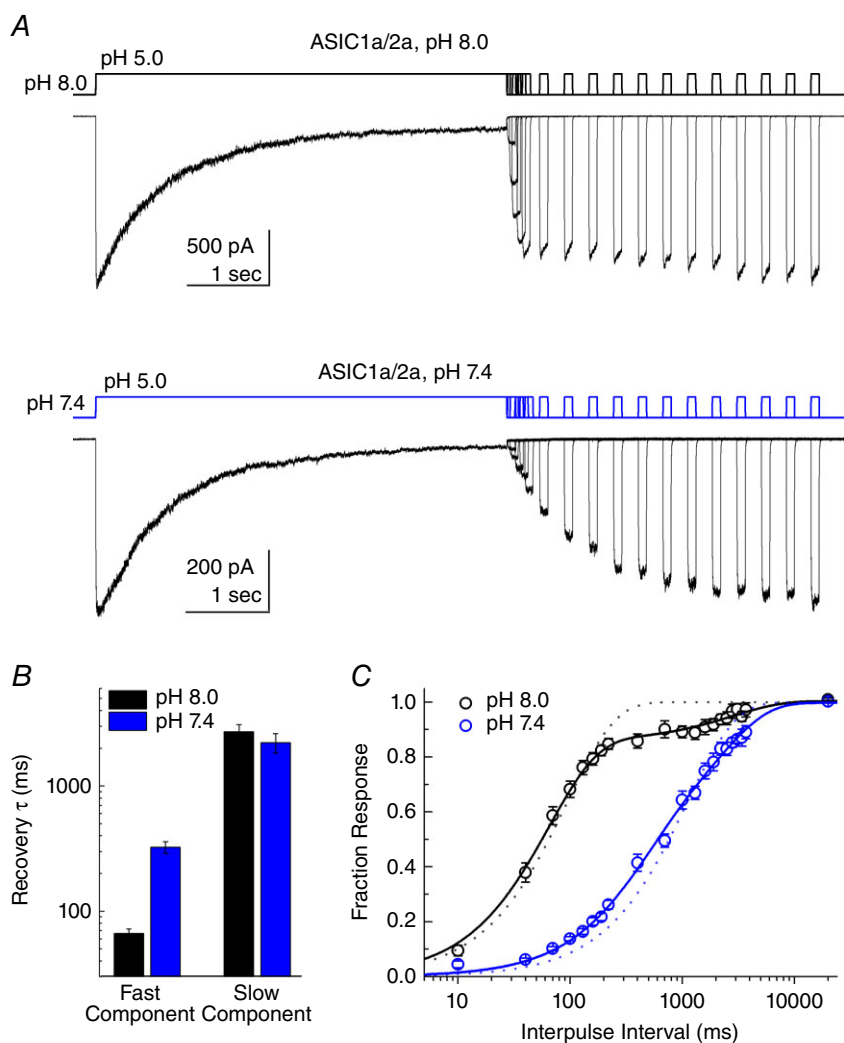 A
ASIC1a/2a, pH 8.0
pH 5.0
pH 8.0
500 pA
1 sec
ASIC1a/2a, pH 7.4
pH 5.0
pH 7.4
200 pA
1 sec
B
pH 8.0
pH 7.4
1000
100
Recovery τ (ms)
Fast
Component
Slow
Component
C
pH 8.0
pH 7.4
1.0
0.8
0.6
0.4
0.2
0.0
Fraction Response
10
100
1000
10000
Interpulse Interval (ms)